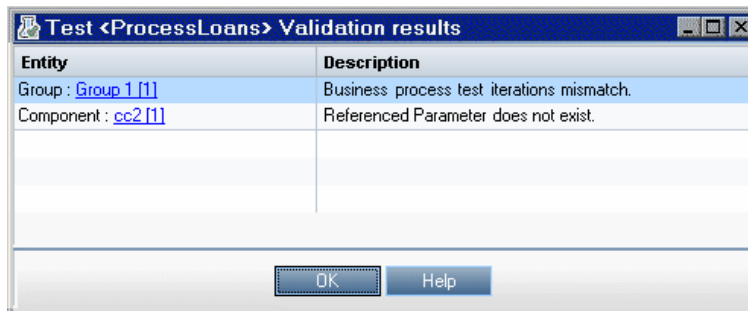 Test <ProcessLoans> Validation results
Entity Description
Group : Group 1 [1] Business process test iterations mismatch.
Component : cc2 [1] Referenced Parameter does not exist.
OK Help